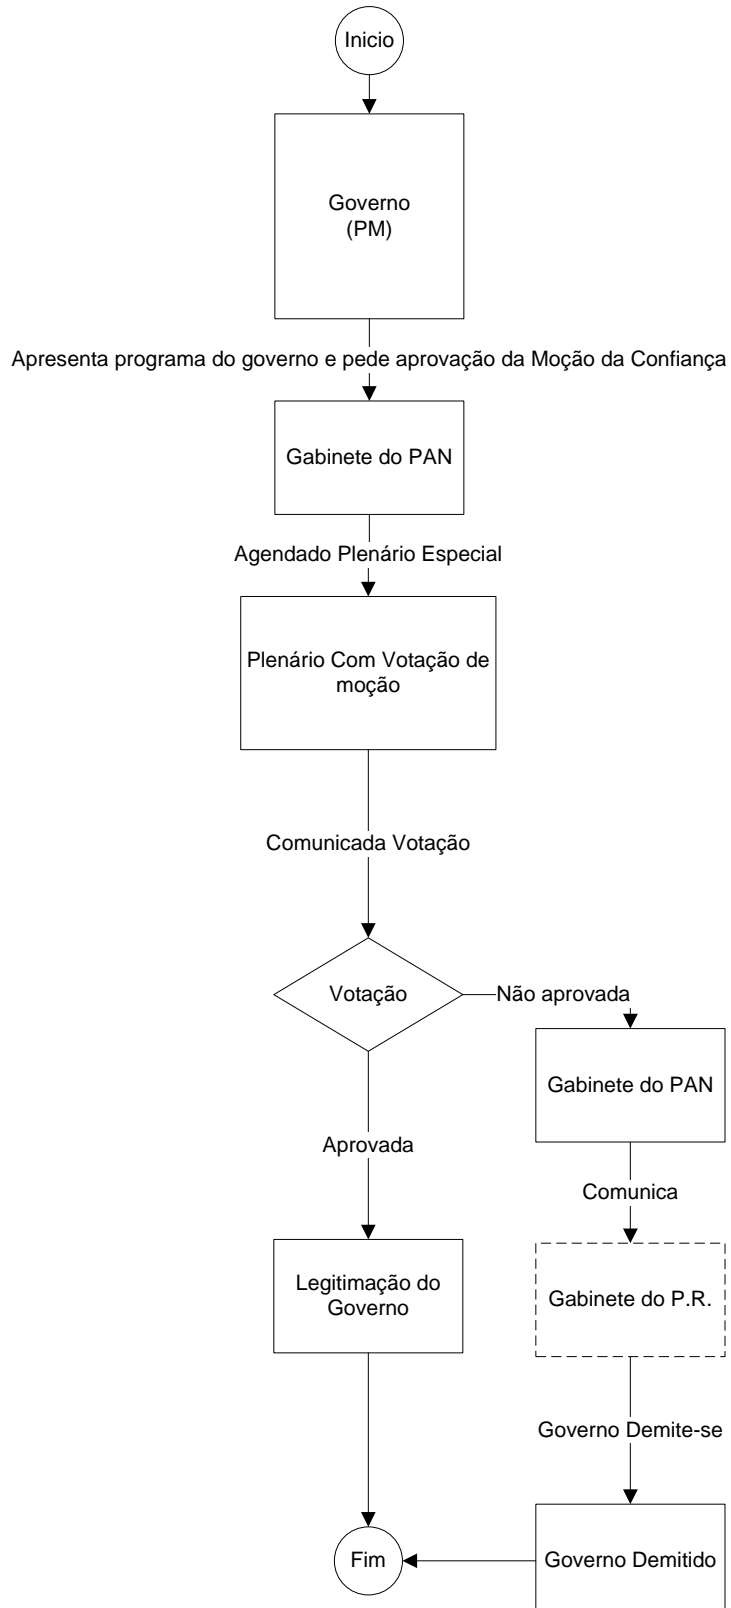 Inicio
Governo
(PM)
Apresenta programa do governo e pede aprovação da Moção da Confiança
Gabinete do PAN
Agendado Plenário Especial
Plenário Com Votação de
moção
Comunicada Votação
Votação
Não aprovada
Gabinete do PAN
Aprovada
Comunica
Legitimação do
Governo
Gabinete do P.R.
Governo Demite-se
Fim
Governo Demitido